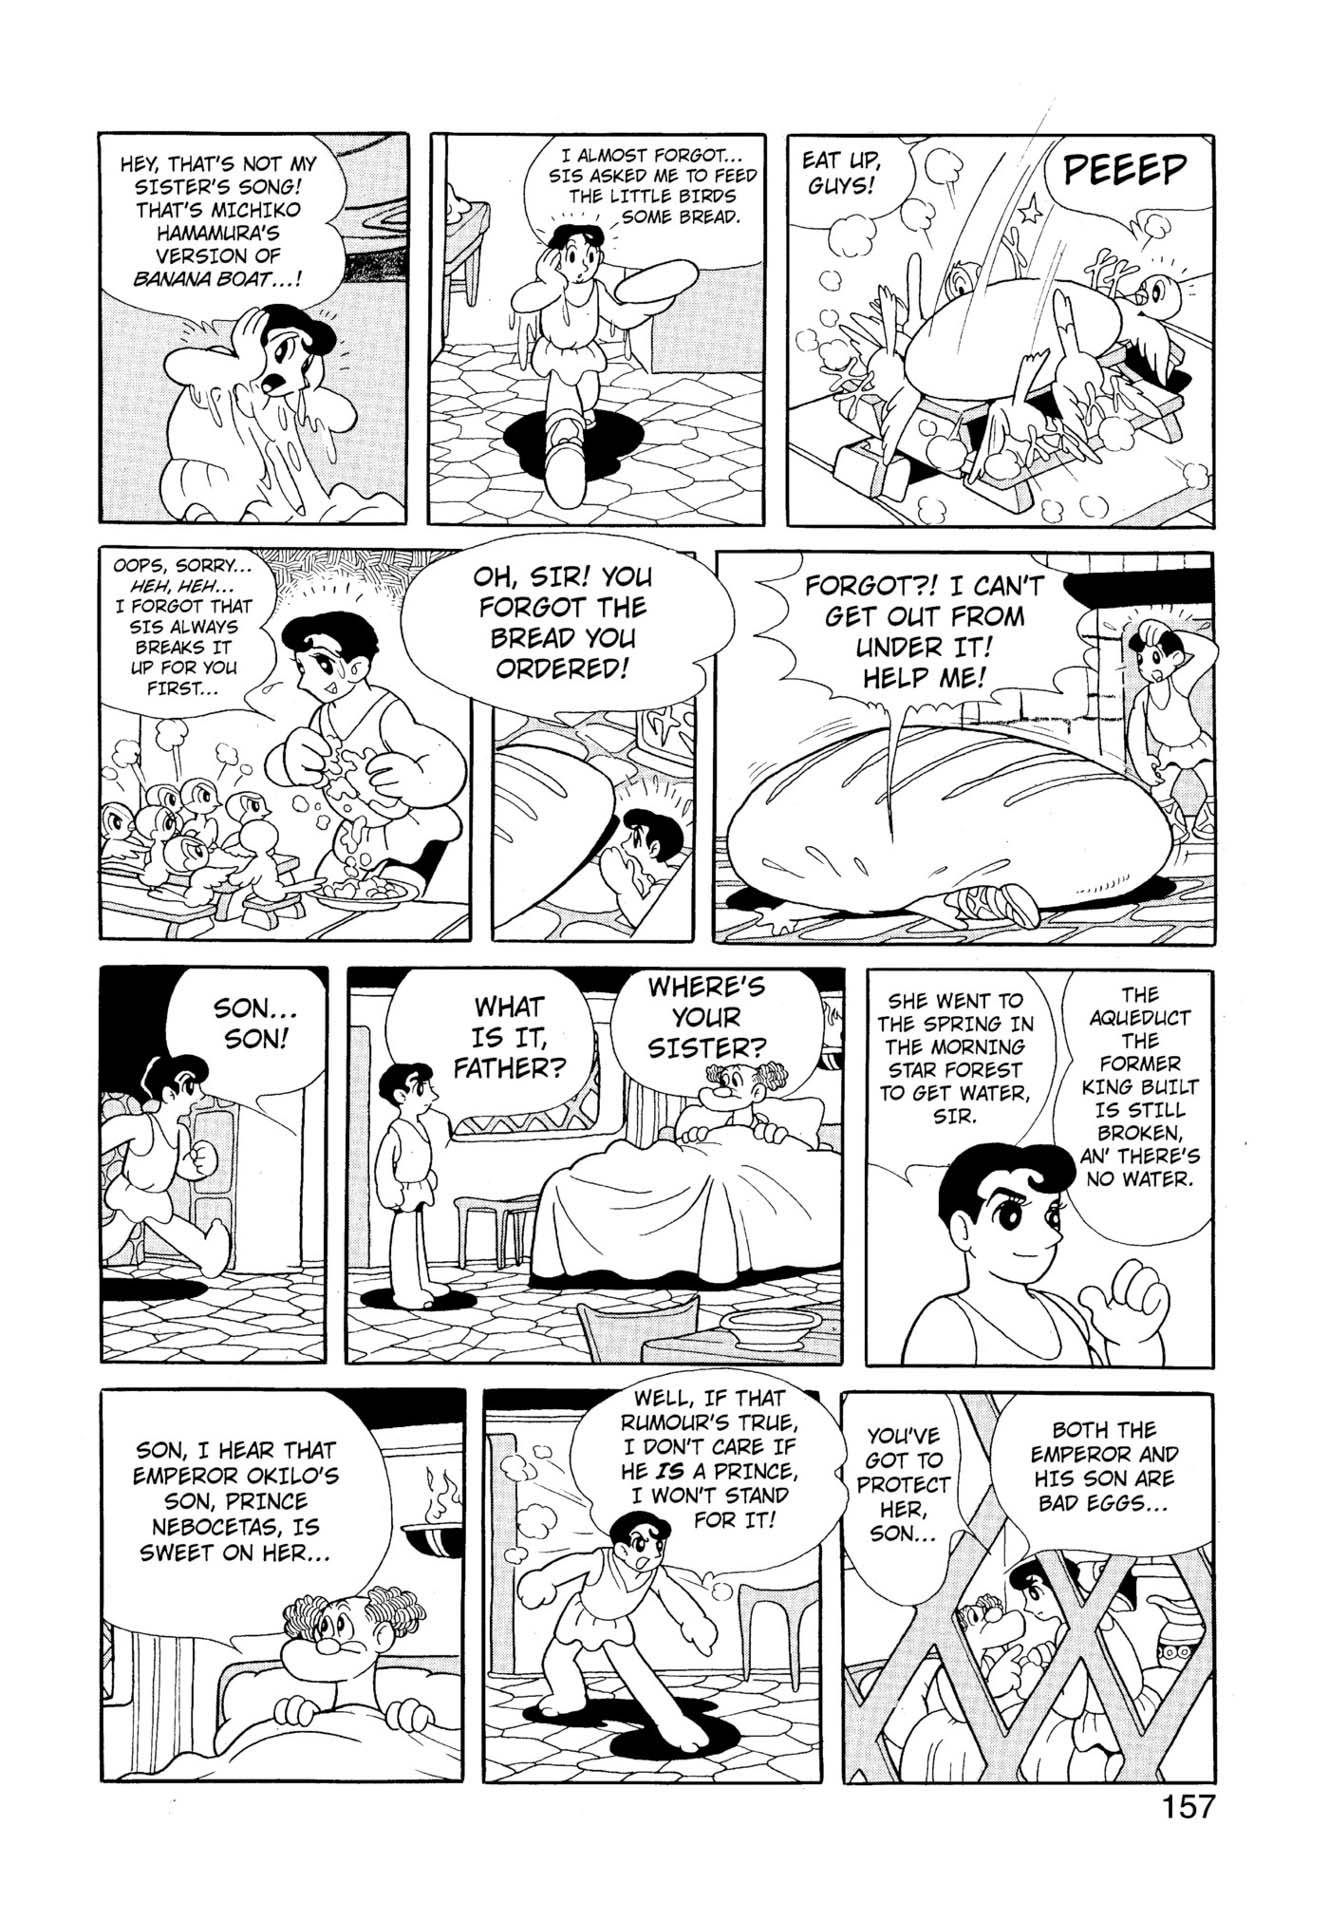 HEY, THAT'S NOT MY
SISTER'S SONG!
THAT'S MICHIKO
HAMAMURA'S
VERSION OF
BANANA BOAT...!
I ALMOST FORGOT...
SIS ASKED ME TO FEED
THE LITTLE BIRDS
SOME BREAD.
EAT UP,
GUYS!
PEEEP
OOPS, SORRY...
HEH, HEH...
I FORGOT THAT
SIS ALWAYS
BREAKS IT
UP FOR YOU
FIRST...
OH, SIR! YOU
FORGOT THE
BREAD YOU
ORDERED!
FORGOT?! I CAN'T
GET OUT FROM
UNDER IT!
HELP ME!
SON...
SON!
WHAT
IS IT,
FATHER?
WHERE'S
YOUR
SISTER?
SHE WENT TO
THE SPRING IN
THE MORNING
STAR FOREST
TO GET WATER,
SIR.
THE
AQUEDUCT
THE
FORMER
KING BUILT
IS STILL
BROKEN,
AN' THERE'S
NO WATER.
SON, I HEAR THAT
EMPEROR OKILO'S
SON, PRINCE
NEBOCETAS, IS
SWEET ON HER...
WELL, IF THAT
RUMOUR'S TRUE,
I DON'T CARE IF
HE IS A PRINCE,
I WON'T STAND
FOR IT!
YOU'VE
GOT TO
PROTECT
HER,
SON...
BOTH THE
EMPEROR AND
HIS SON ARE
BAD EGGS...
157